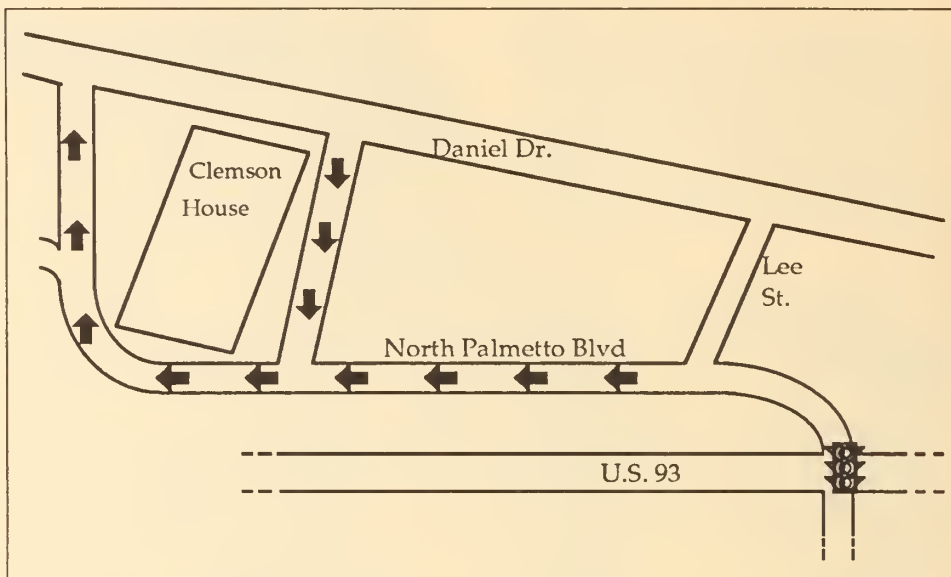 Daniel Dr.
Clemson
House
Lee
St.
North Palmetto Blvd
U.S. 93